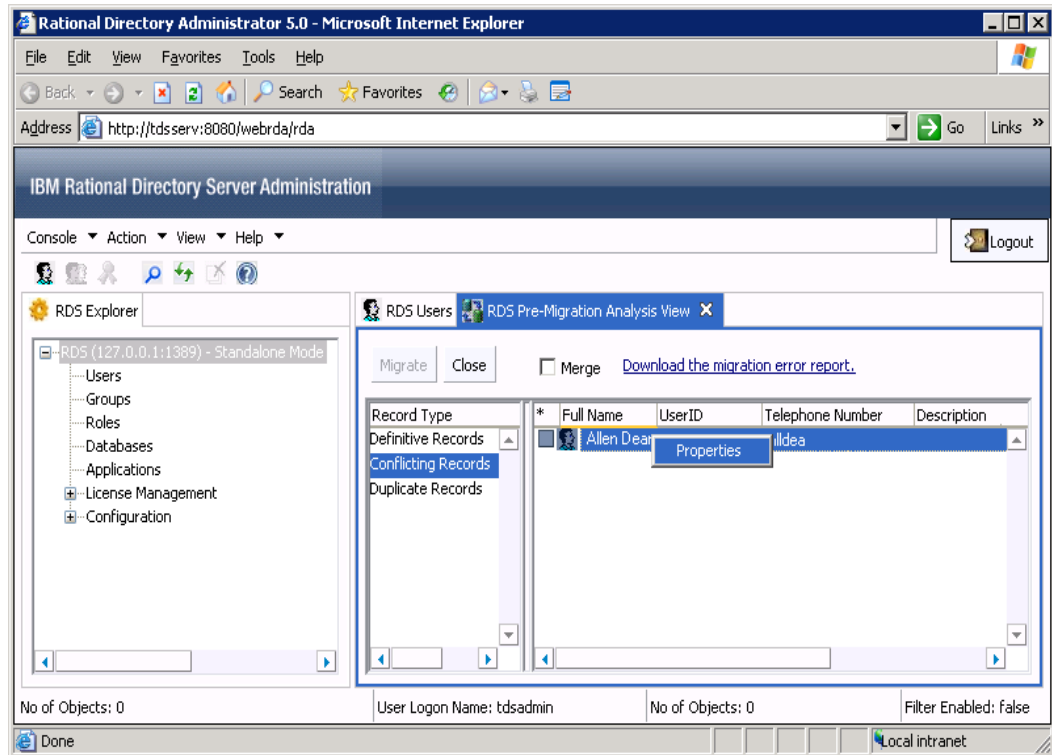 Rational Directory Administrator 5.0 - Microsoft Internet Explorer
File Edit View Favorites Tools Help
Back Search Favorites
Address http://tdsserv:8080/webrda/rda Go Links »
IBM Rational Directory Server Administration
Console Action View Help
Logout
RDS Explorer
RDS Users RDS Pre-Migration Analysis View X
RDS (127.0.0.1:1389) - Standalone Mode
Users
Groups
Roles
Databases
Applications
License Management
Configuration
Migrate Close Merge Download the migration error report.
Record Type
Definitive Records
Conflicting Records
Duplicate Records
* Full Name UserID Telephone Number Description
Allen Dean
Properties
No of Objects: 0 User Logon Name: tdsadmin No of Objects: 0 Filter Enabled: false
Done Local intranet